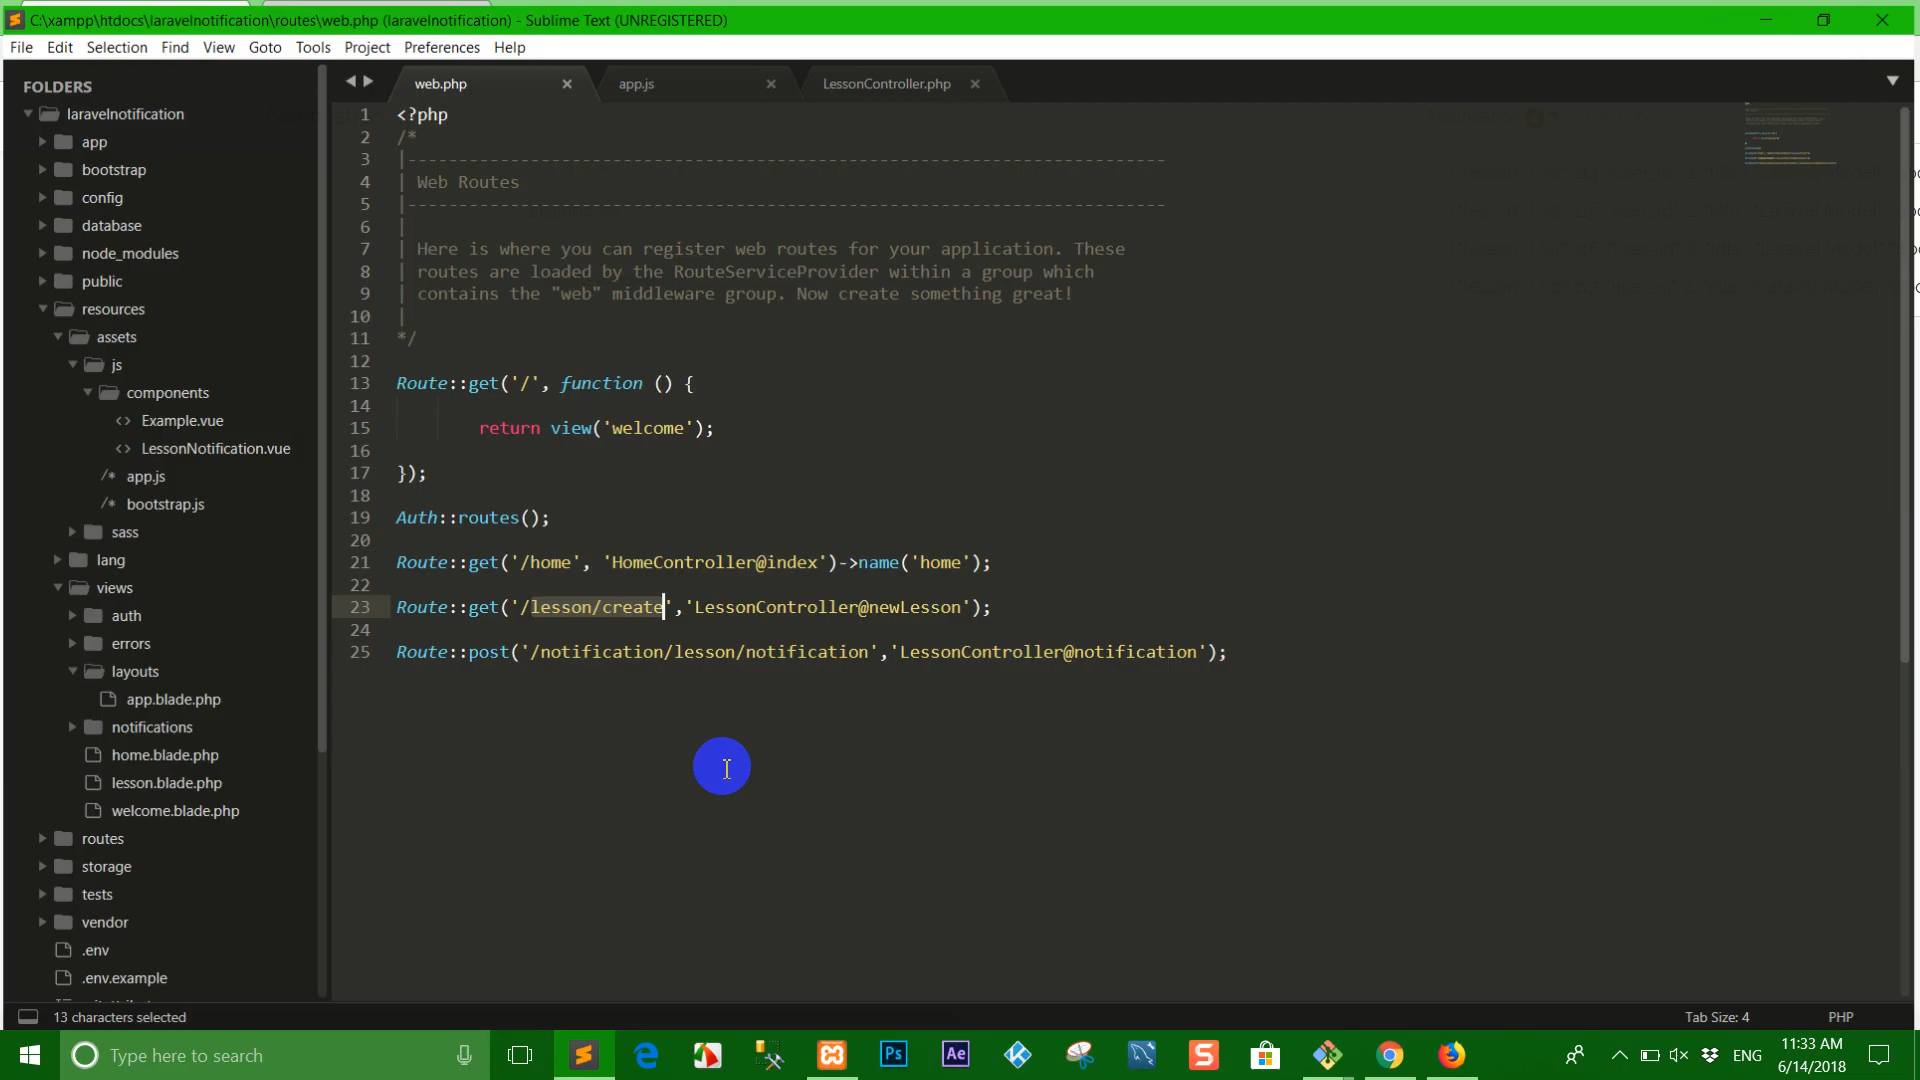 C:\xampp\htdocs\laravelnotification\routes\web.php (laravelnotification) - Sublime Text (UNREGISTERED)
File Edit Selection Find View Goto Tools Project Preferences Help
FOLDERS
laravelnotification
app
bootstrap
config
database
node_modules
public
resources
assets
js
components
<> Example.vue
<> LessonNotification.vue
/* app.js
/* bootstrap.js
sass
lang
views
auth
errors
layouts
app.blade.php
notifications
home.blade.php
lesson.blade.php
welcome.blade.php
routes
storage
tests
vendor
.env
.env.example
web.php app.js LessonController.php
1 <?php
2 /*
3 |--------------------------------------------------------------------------
4 | Web Routes
5 |--------------------------------------------------------------------------
6 |
7 | Here is where you can register web routes for your application. These
8 | routes are loaded by the RouteServiceProvider within a group which
9 | contains the "web" middleware group. Now create something great!
10 |
11 */
12
13 Route::get('/', function () {
14
15 return view('welcome');
16
17 });
18
19 Auth::routes();
20
21 Route::get('/home', 'HomeController@index')->name('home');
22
23 Route::get('/lesson/create','LessonController@newLesson');
24
25 Route::post('/notification/lesson/notification','LessonController@notification');
13 characters selected
Tab Size: 4 PHP
Type here to search
Ps
Ae
S
ENG
11:33 AM
6/14/2018